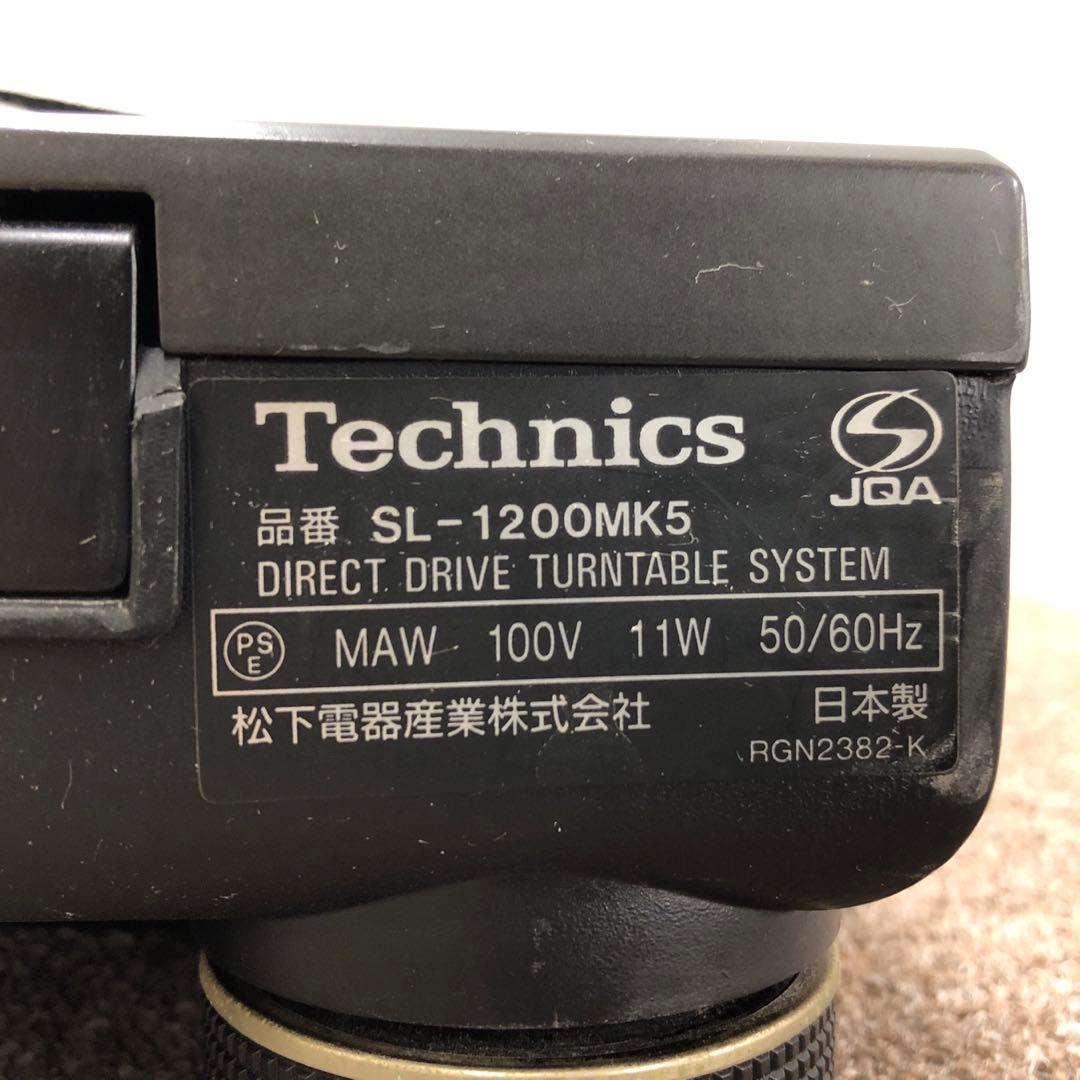 Technics
JQA
品番 SL-1200MK5
DIRECT DRIVE TURNTABLE SYSTEM
PSE MAW 100V 11W 50/60Hz
松下電器産業株式会社 日本製
RGN2382-K